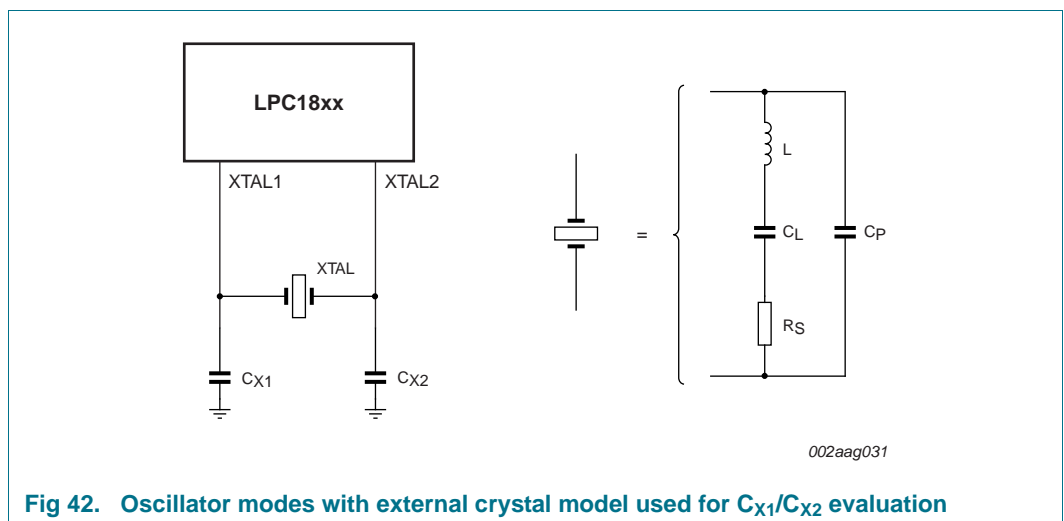 LPC18xx
XTAL1
XTAL2
XTAL
CX1
CX2
=
L
CL
CP
RS
002aag031
Fig 42. Oscillator modes with external crystal model used for CX1/CX2 evaluation